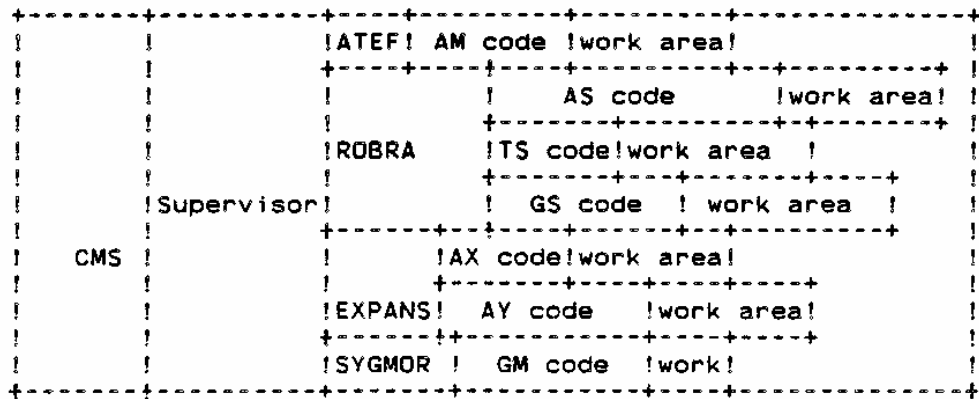 ATEF AM code work area
AS code work area
ROBRA TS code work area
Supervisor GS code work area
CMS AX code work area
EXPANS AY code work area
SYGMOR GM code work